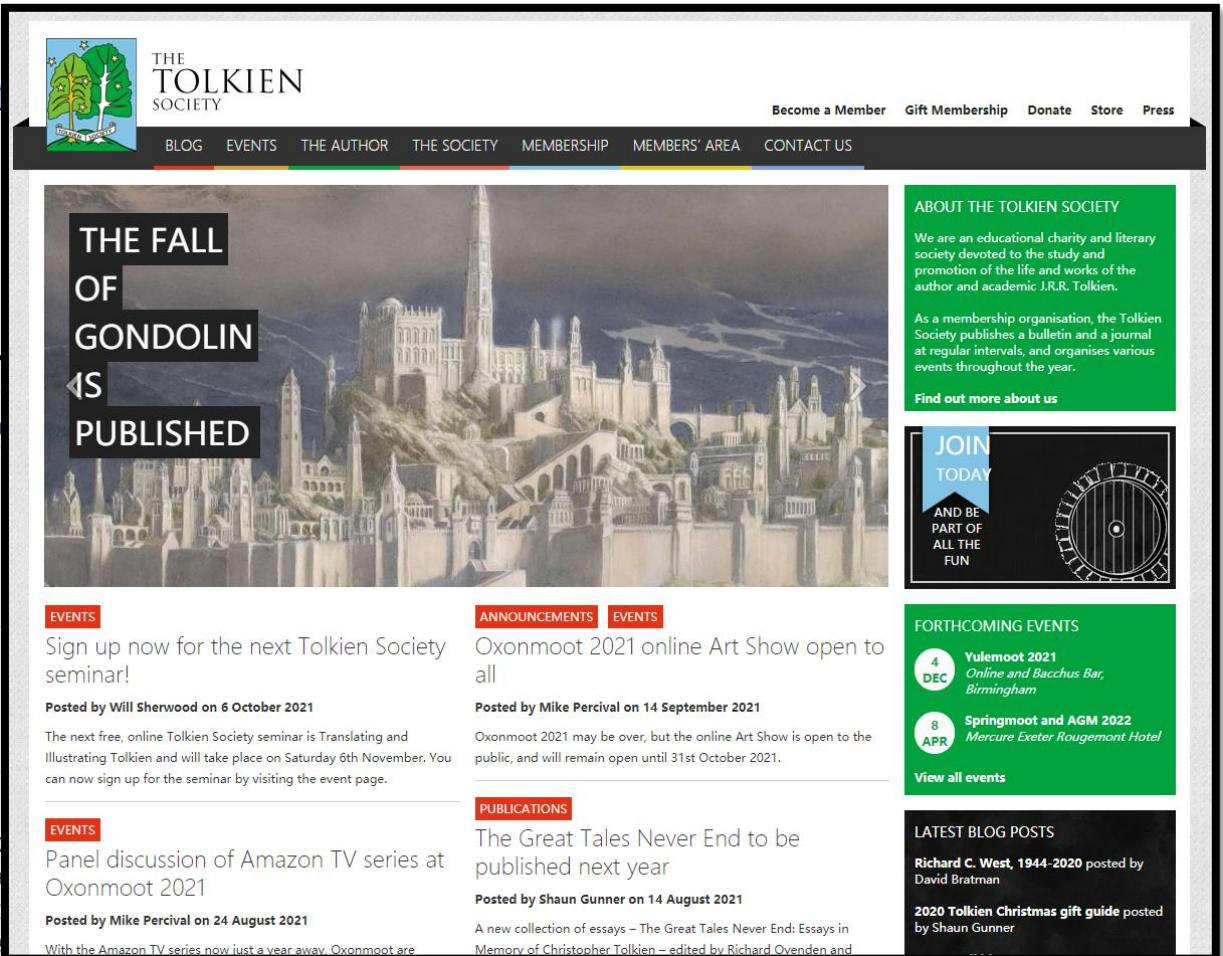 THE
TOLKIEN
SOCIETY
TOLKIEN SOCIETY
Become a Member Gift Membership Donate Store Press
BLOG EVENTS THE AUTHOR THE SOCIETY MEMBERSHIP MEMBERS' AREA CONTACT US
THE FALL
OF
GONDOLIN
IS
PUBLISHED
EVENTS
Sign up now for the next Tolkien Society
seminar!
Posted by Will Sherwood on 6 October 2021
The next free, online Tolkien Society seminar is Translating and
Illustrating Tolkien and will take place on Saturday 6th November. You
can now sign up for the seminar by visiting the event page.
EVENTS
Panel discussion of Amazon TV series at
Oxonmoot 2021
Posted by Mike Percival on 24 August 2021
With the Amazon TV series now just a year away, Oxonmoot are
ANNOUNCEMENTS EVENTS
Oxonmoot 2021 online Art Show open to
all
Posted by Mike Percival on 14 September 2021
Oxonmoot 2021 may be over, but the online Art Show is open to the
public, and will remain open until 31st October 2021.
PUBLICATIONS
The Great Tales Never End to be
published next year
Posted by Shaun Gunner on 14 August 2021
A new collection of essays – The Great Tales Never End: Essays in
Memory of Christopher Tolkien – edited by Richard Ovenden and
ABOUT THE TOLKIEN SOCIETY
We are an educational charity and literary
society devoted to the study and
promotion of the life and works of the
author and academic J.R.R. Tolkien.
As a membership organisation, the Tolkien
Society publishes a bulletin and a journal
at regular intervals, and organises various
events throughout the year.
Find out more about us
JOIN
TODAY
AND BE
PART OF
ALL THE
FUN
FORTHCOMING EVENTS
4
DEC
Yulemoot 2021
Online and Bacchus Bar,
Birmingham
8
APR
Springmoot and AGM 2022
Mercure Exeter Rougemont Hotel
View all events
LATEST BLOG POSTS
Richard C. West, 1944-2020 posted by
David Bratman
2020 Tolkien Christmas gift guide posted
by Shaun Gunner